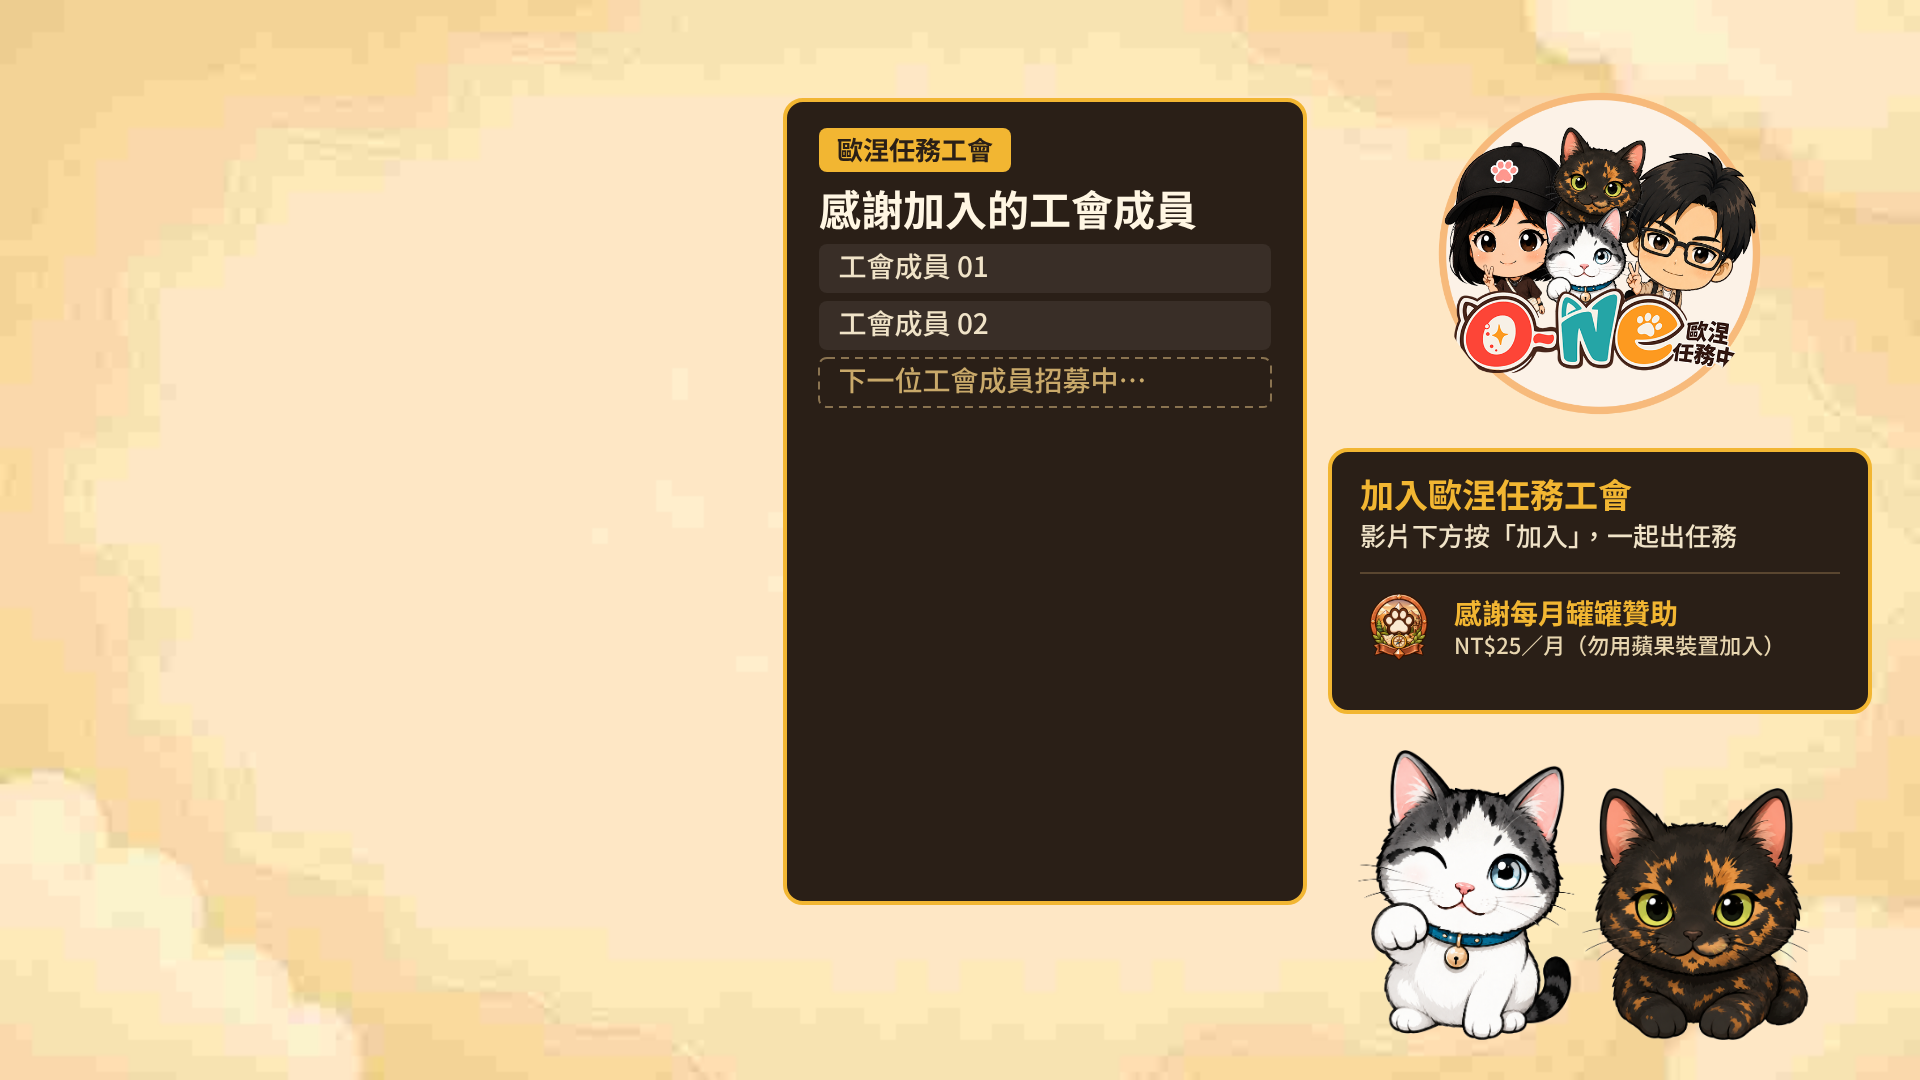 歐涅任務工會
感謝加入的工會成員
工會成員 01
工會成員 02
下一位工會成員招募中…
O-Ne
歐涅
任務中
加入歐涅任務工會
影片下方按「加入」，一起出任務
感謝每月罐罐贊助
NT$25／月（勿用蘋果裝置加入）